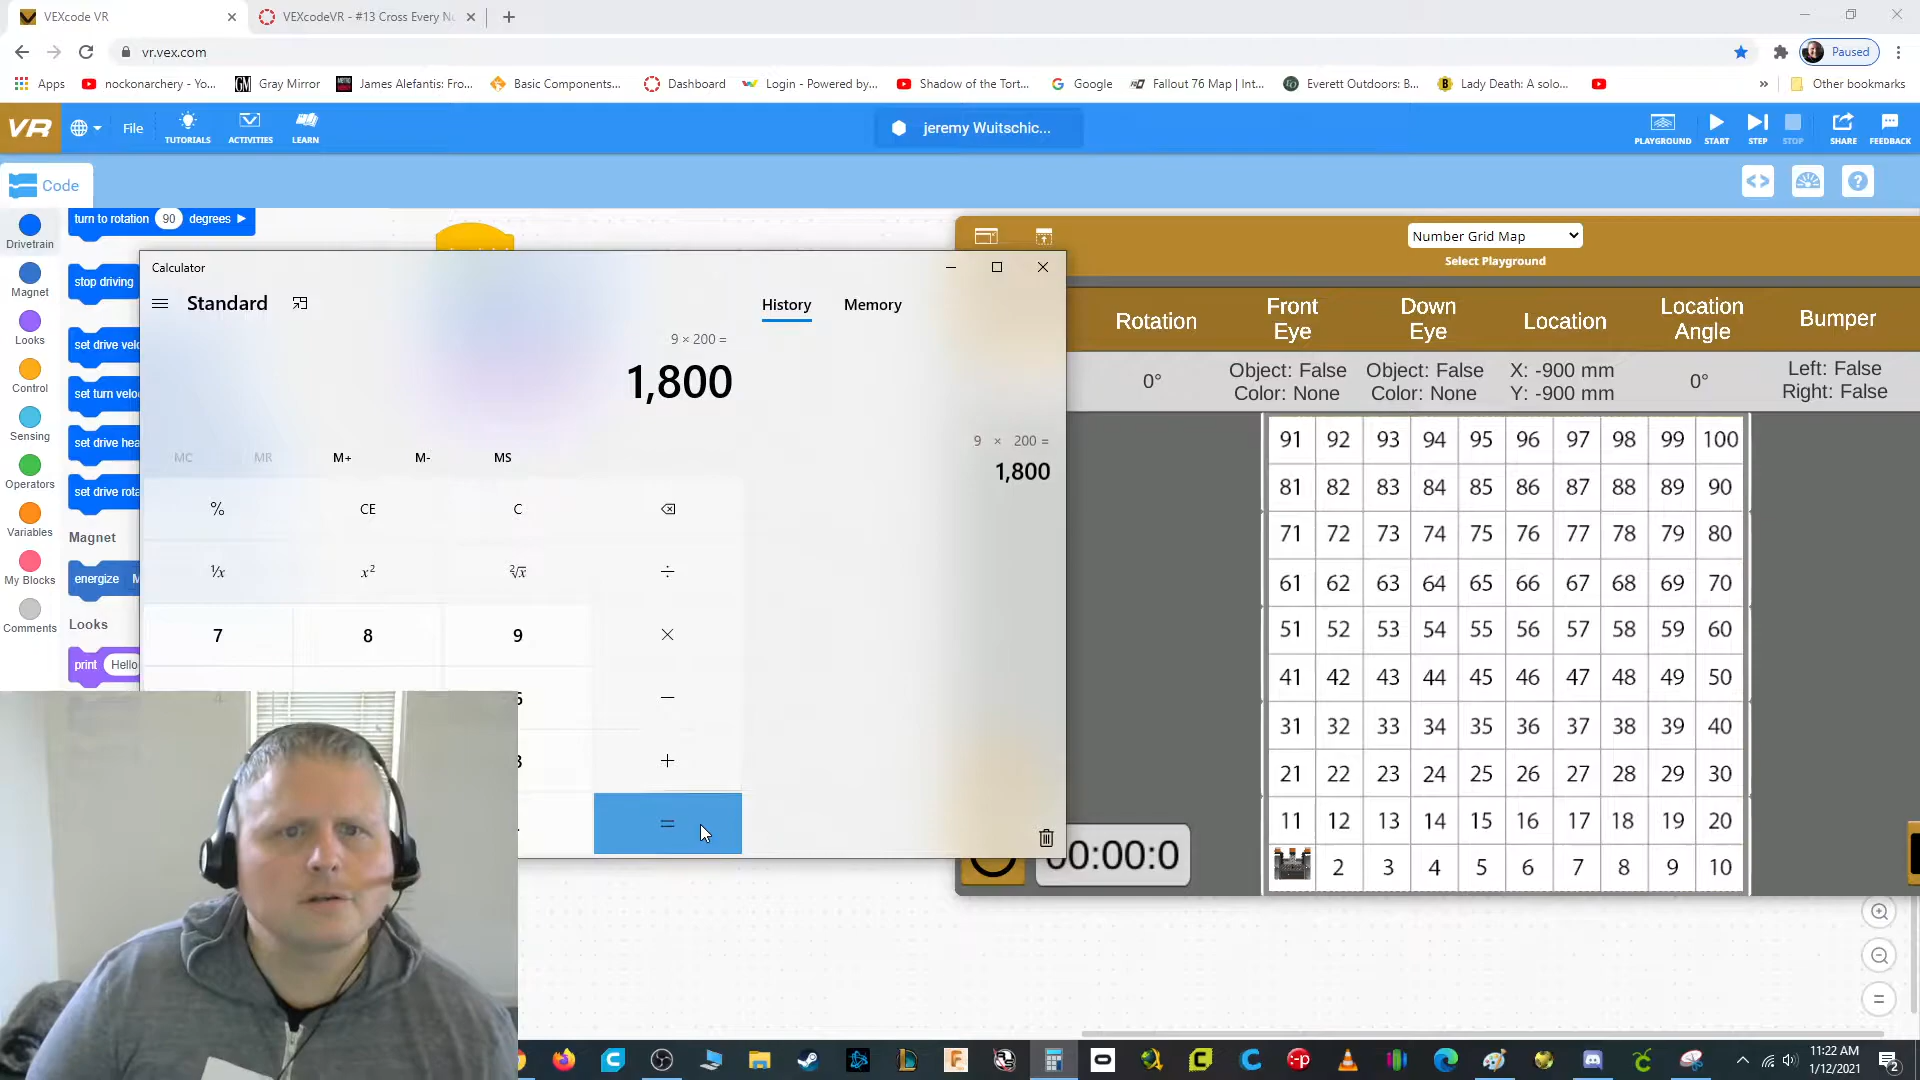 VEXcode VR
VEXcodeVR - #13 Cross Every Nu
vr.vex.com
Paused
Apps
nockonarchery - Yo...
GM
Gray Mirror
James Alefantis: Fro...
Basic Components...
Dashboard
Login - Powered by...
Shadow of the Tort...
Google
Fallout 76 Map | Int...
Everett Outdoors: B...
Lady Death: A solo...
»
Other bookmarks
VR
File
TUTORIALS
ACTIVITIES
LEARN
jeremy Wuitschic...
PLAYGROUND
START
STEP
STOP
SHARE
FEEDBACK
Code
Drivetrain
Magnet
Looks
Control
Sensing
Operators
Variables
My Blocks
Comments
turn to rotation 90 degrees
stop driving
set drive velo
set turn veloc
set drive hea
set drive rota
Magnet
energize M
Looks
print Hello
Calculator
Standard
History
Memory
9 × 200 =
1,800
9 × 200 =
1,800
MC MR M+ M- MS
% CE C
⅟x x² ²√x ÷
7 8 9 ×
6 −
3 +
=
Number Grid Map
Select Playground
Rotation
Front
Eye
Down
Eye
Location
Location
Angle
Bumper
0°
Object: False
Color: None
Object: False
Color: None
X: -900 mm
Y: -900 mm
0°
Left: False
Right: False
91 92 93 94 95 96 97 98 99 100
81 82 83 84 85 86 87 88 89 90
71 72 73 74 75 76 77 78 79 80
61 62 63 64 65 66 67 68 69 70
51 52 53 54 55 56 57 58 59 60
41 42 43 44 45 46 47 48 49 50
31 32 33 34 35 36 37 38 39 40
21 22 23 24 25 26 27 28 29 30
11 12 13 14 15 16 17 18 19 20
2 3 4 5 6 7 8 9 10
00:00:0
11:22 AM
1/12/2021
2